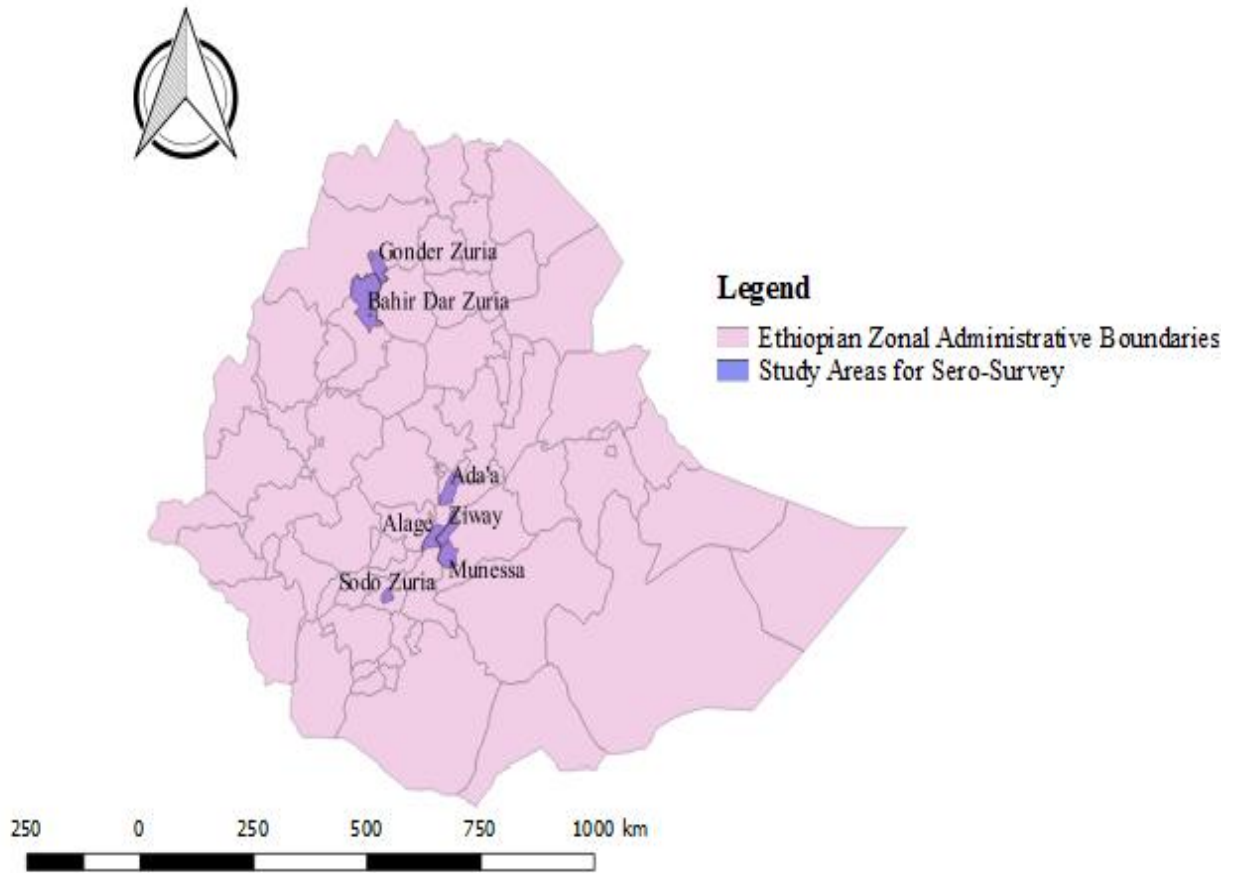 Gonder Zuria
Bahir Dar Zuria
Legend
Ethiopian Zonal Administrative Boundaries
Study Areas for Sero-Survey
Ada'a
Alage
Ziway
Munessa
Sodo Zuria
250 0 250 500 750 1000 km